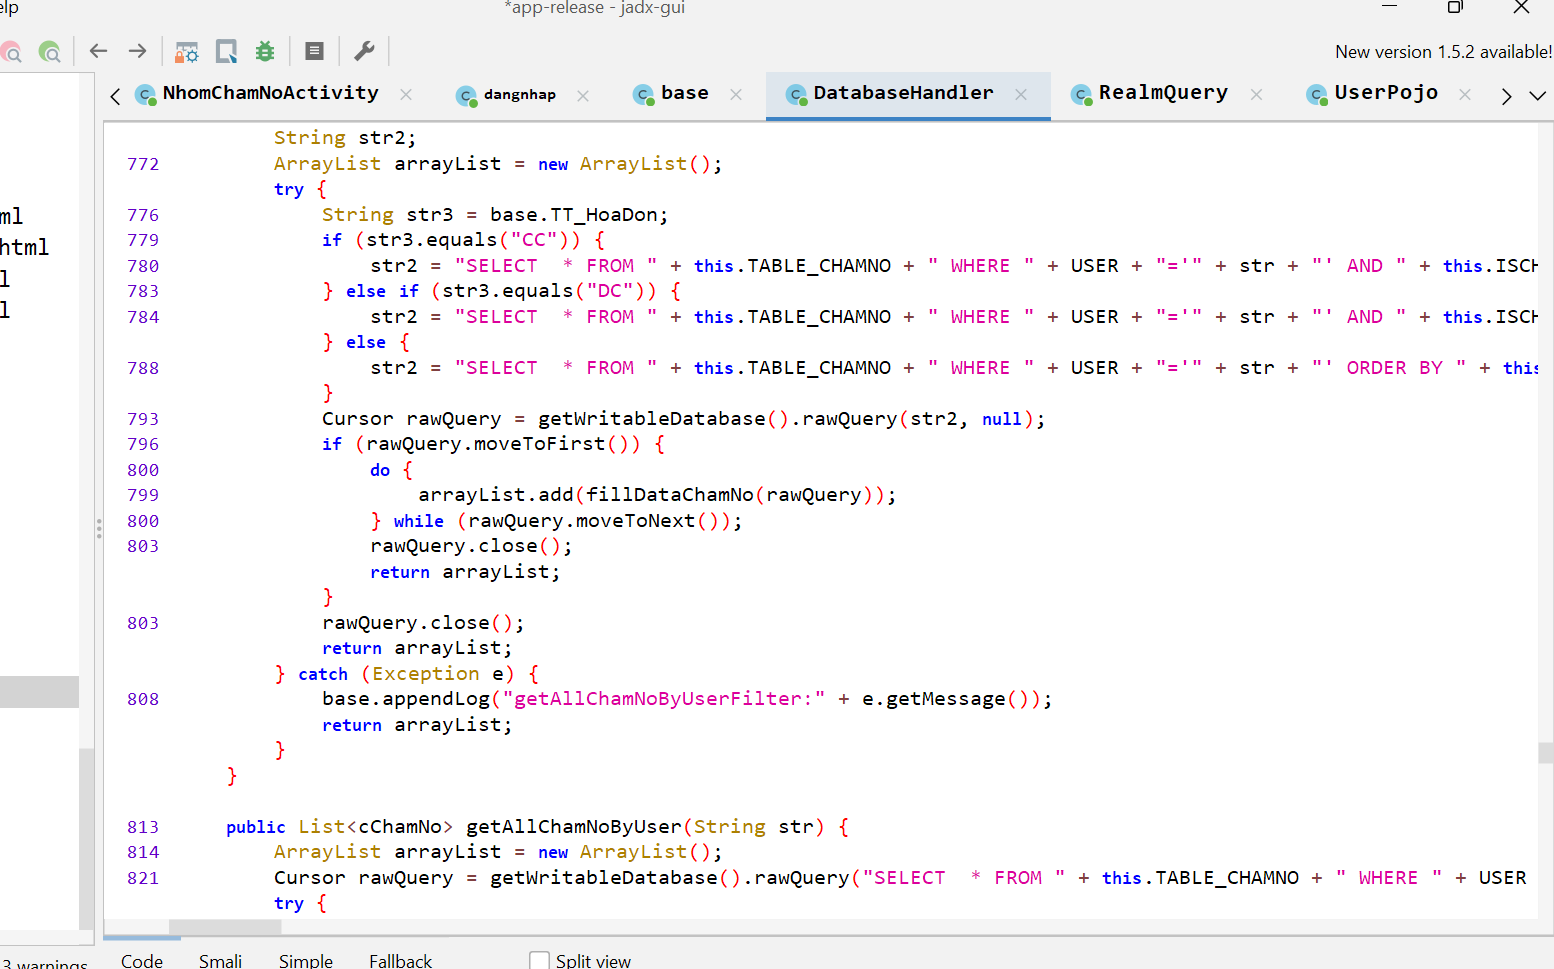 elp
*app-release - jadx-gui
New version 1.5.2 available!
NhomChamNoActivity
dangnhap
base
DatabaseHandler
RealmQuery
UserPojo
ml
html
l
l
String str2;
772 ArrayList arrayList = new ArrayList();
try {
776 String str3 = base.TT_HoaDon;
779 if (str3.equals("CC")) {
780 str2 = "SELECT  * FROM " + this.TABLE_CHAMNO + " WHERE " + USER + "='" + str + "' AND " + this.ISCH
783 } else if (str3.equals("DC")) {
784 str2 = "SELECT  * FROM " + this.TABLE_CHAMNO + " WHERE " + USER + "='" + str + "' AND " + this.ISCH
} else {
788 str2 = "SELECT  * FROM " + this.TABLE_CHAMNO + " WHERE " + USER + "='" + str + "' ORDER BY " + this
}
793 Cursor rawQuery = getWritableDatabase().rawQuery(str2, null);
796 if (rawQuery.moveToFirst()) {
800 do {
799 arrayList.add(fillDataChamNo(rawQuery));
800 } while (rawQuery.moveToNext());
803 rawQuery.close();
return arrayList;
}
803 rawQuery.close();
return arrayList;
} catch (Exception e) {
808 base.appendLog("getAllChamNoByUserFilter:" + e.getMessage());
return arrayList;
}
}
813 public List<cChamNo> getAllChamNoByUser(String str) {
814 ArrayList arrayList = new ArrayList();
821 Cursor rawQuery = getWritableDatabase().rawQuery("SELECT  * FROM " + this.TABLE_CHAMNO + " WHERE " + USER
try {
3 warnings
Code Smali Simple Fallback Split view